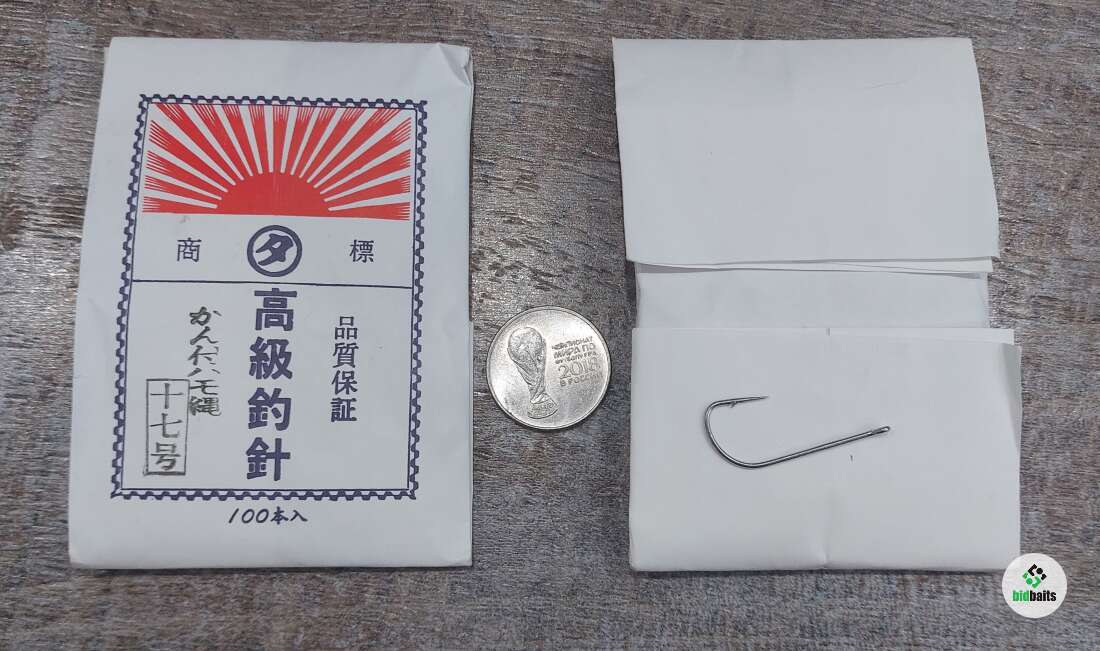 商 タ 標
高級釣針
品質保証
かん付ハモ縄
十七号
100本入
ЧЕМПИОНАТ
МИРА ПО
ФУТБОЛУ FIFA
2018
В РОССИИ
bidbaits